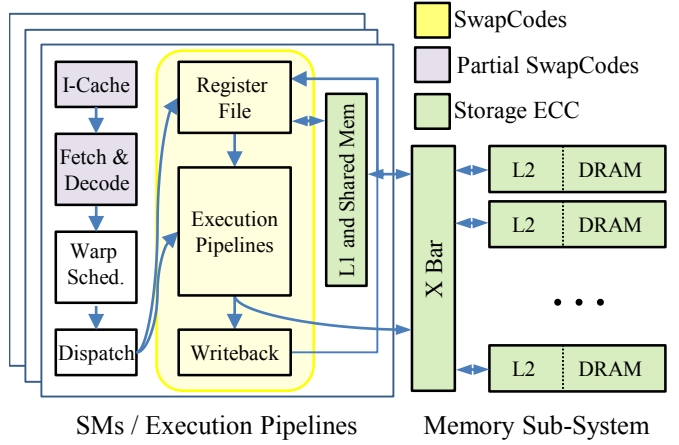 SwapCodes
Partial SwapCodes
Storage ECC
I-Cache
Fetch &
Decode
Warp
Sched.
Dispatch
Register
File
Execution
Pipelines
Writeback
L1 and Shared Mem
X Bar
L2 DRAM
L2 DRAM
• • •
L2 DRAM
SMs / Execution Pipelines
Memory Sub-System